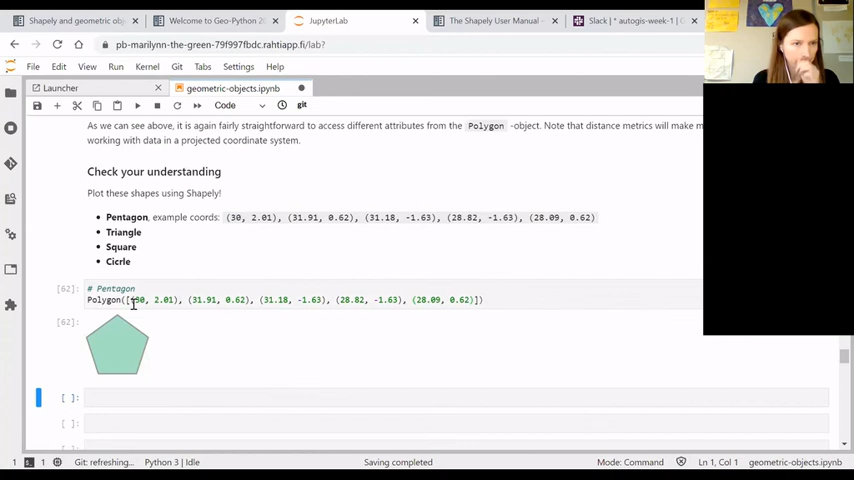 Shapely and geometric obj
Welcome to Geo-Python 20
JupyterLab
The Shapely User Manual —
Slack | * autogis-week-1 | G
pb-marilynn-the-green-79f997fbdc.rahtiapp.fi/lab?
File Edit View Run Kernel Git Tabs Settings Help
Launcher
geometric-objects.ipynb
Code
git
As we can see above, it is again fairly straightforward to access different attributes from the Polygon -object. Note that distance metrics will make m
working with data in a projected coordinate system.
Check your understanding
Plot these shapes using Shapely!
• Pentagon, example coords: (30, 2.01), (31.91, 0.62), (31.18, -1.63), (28.82, -1.63), (28.09, 0.62)
• Triangle
• Square
• Cicrle
[62]:
# Pentagon
Polygon([(30, 2.01), (31.91, 0.62), (31.18, -1.63), (28.82, -1.63), (28.09, 0.62)])
[62]:
[ ]:
[ ]:
1 1 Git: refreshing... Python 3 | Idle Saving completed Mode: Command Ln 1, Col 1 geometric-objects.ipynb